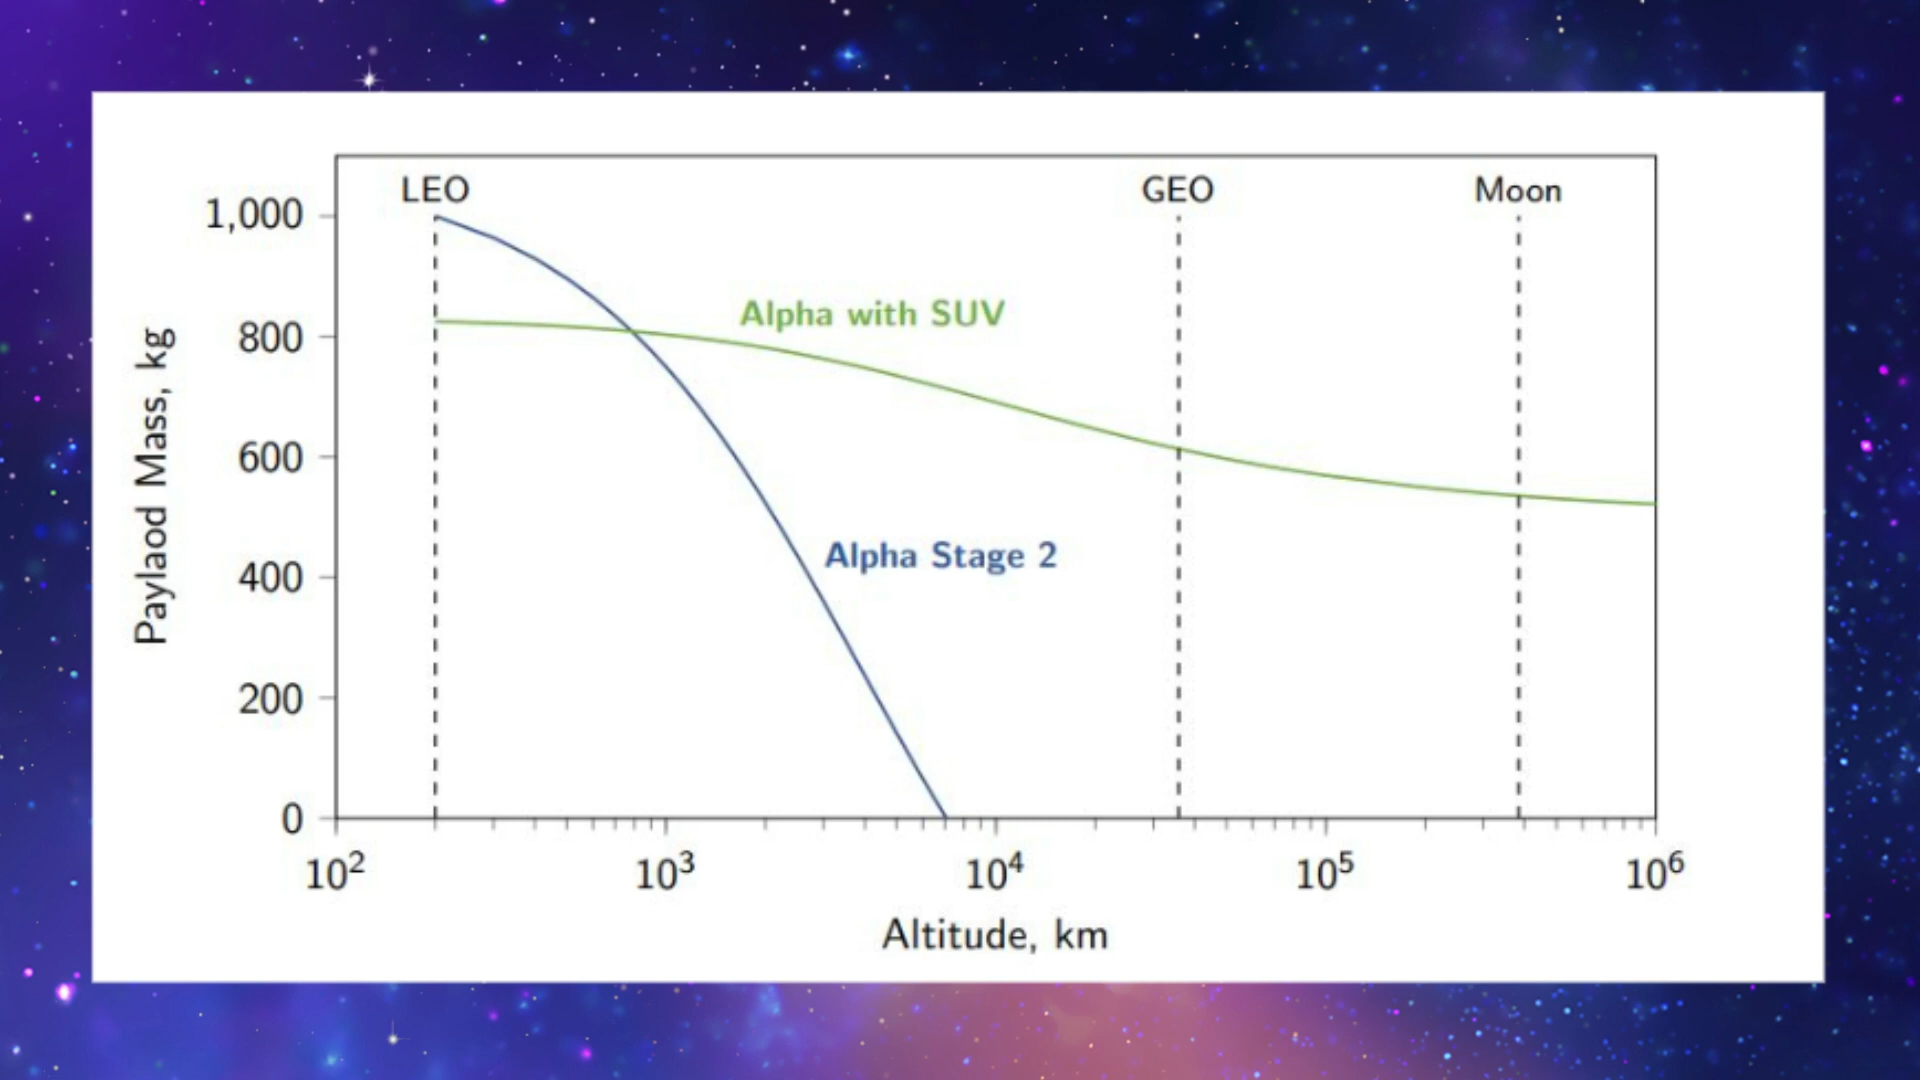 LEO
GEO
Moon
1,000
Alpha with SUV
800
600
Alpha Stage 2
400
200
0
Paylaod Mass, kg
10²
10³
10⁴
10⁵
10⁶
Altitude, km